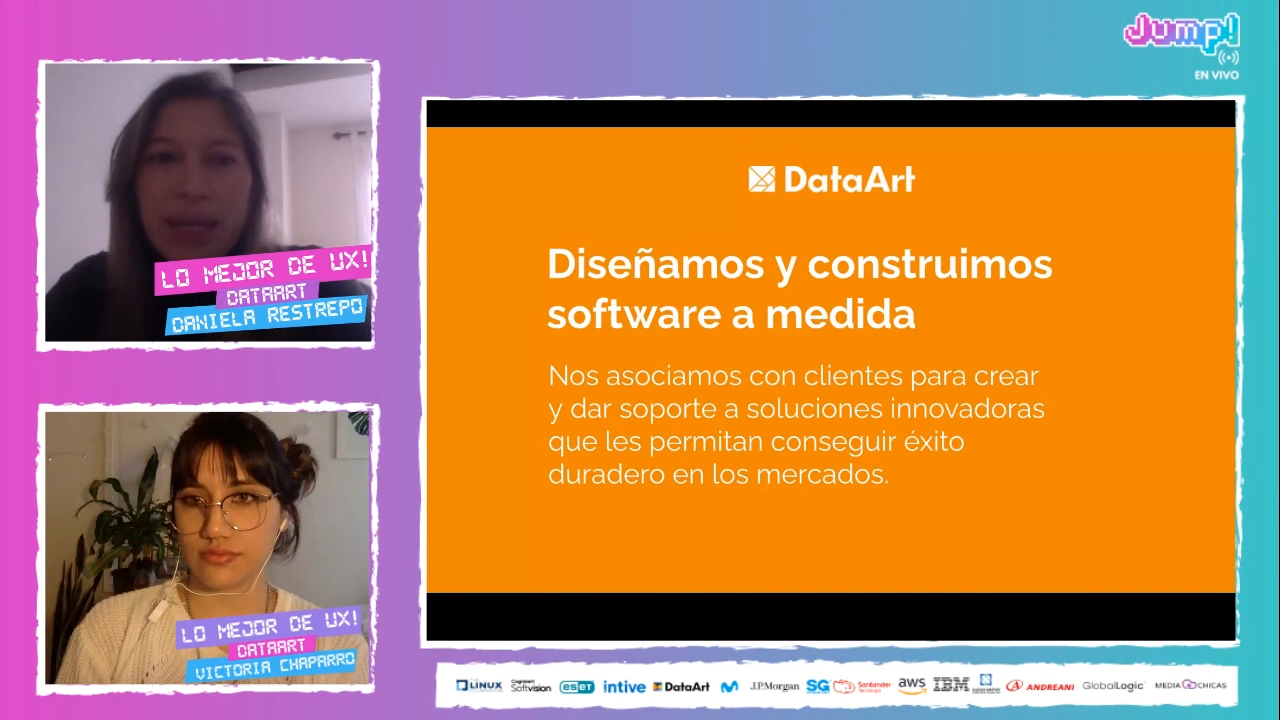 Jump!
EN VIVO
LO MEJOR DE UX!
DATAART
DANIELA RESTREPO
DataArt
Diseñamos y construimos
software a medida
Nos asociamos con clientes para crear
y dar soporte a soluciones innovadoras
que les permitan conseguir éxito
duradero en los mercados.
LO MEJOR DE UX!
DATAART
VICTORIA CHAPARRO
LINUX
Cognizant
Softvision
eset
intive
DataArt
J.P.Morgan
SG
Santander
Tecnología
aws
IBM
ANDREANI
GlobalLogic
MEDIA CHICAS